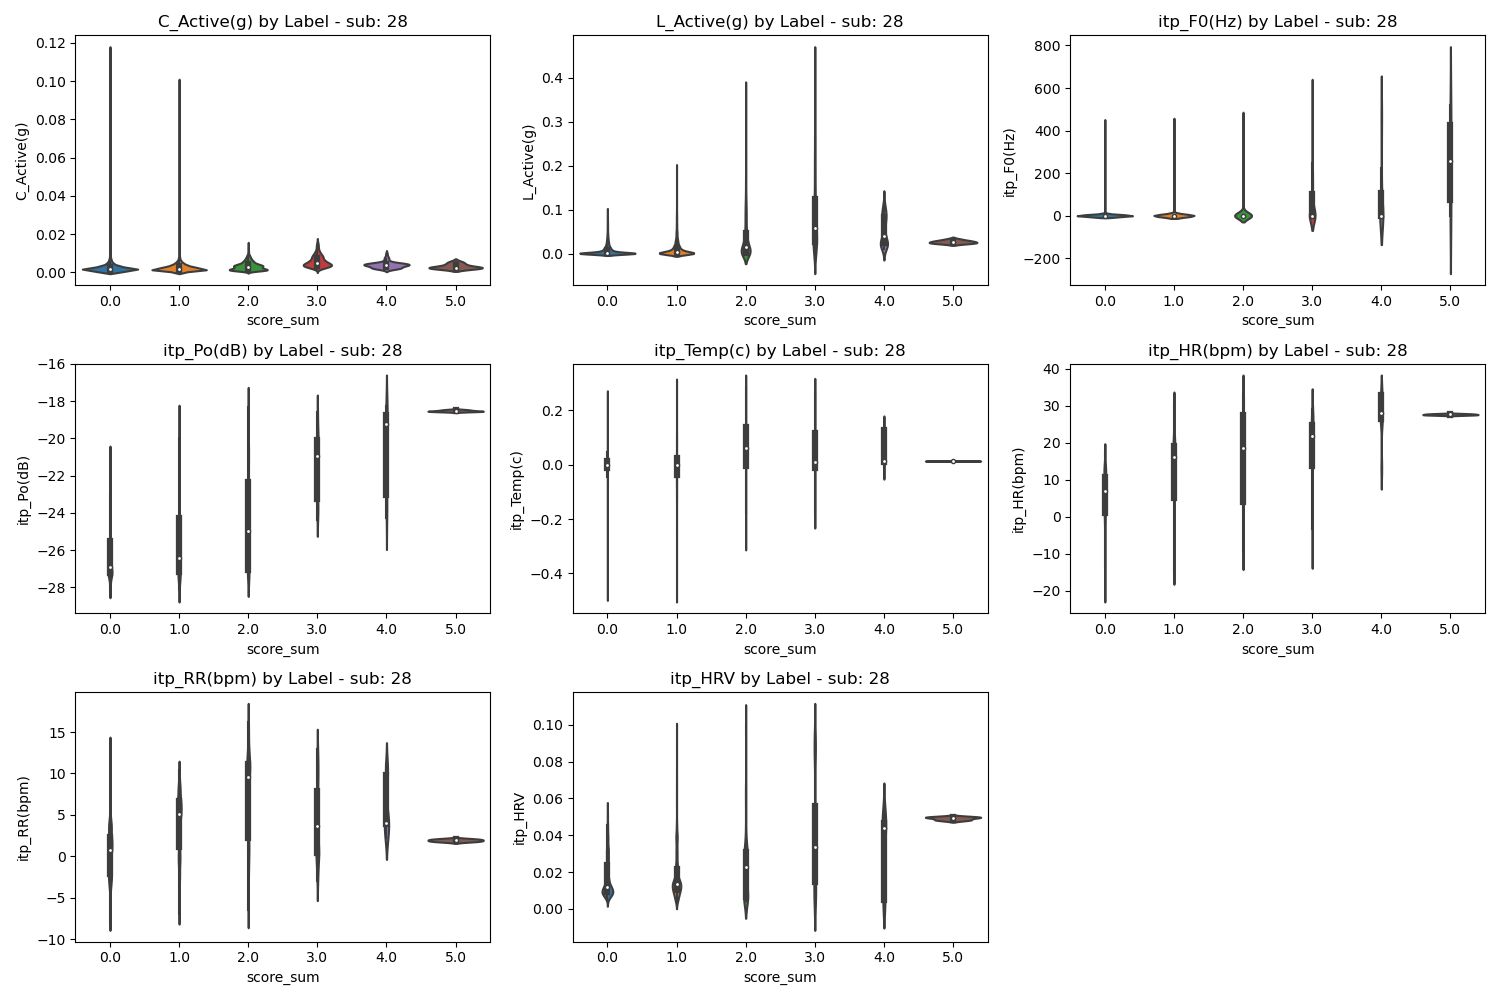 C_Active(g) by Label - sub: 28
L_Active(g) by Label - sub: 28
itp_F0(Hz) by Label - sub: 28
C_Active(g)
0.12
0.10
0.08
0.06
0.04
0.02
0.00
0.0 1.0 2.0 3.0 4.0 5.0
score_sum
L_Active(g)
0.4
0.3
0.2
0.1
0.0
0.0 1.0 2.0 3.0 4.0 5.0
score_sum
itp_F0(Hz)
800
600
400
200
0
−200
0.0 1.0 2.0 3.0 4.0 5.0
score_sum
itp_Po(dB) by Label - sub: 28
itp_Temp(c) by Label - sub: 28
itp_HR(bpm) by Label - sub: 28
itp_Po(dB)
−16
−18
−20
−22
−24
−26
−28
0.0 1.0 2.0 3.0 4.0 5.0
score_sum
itp_Temp(c)
0.2
0.0
−0.2
−0.4
0.0 1.0 2.0 3.0 4.0 5.0
score_sum
itp_HR(bpm)
40
30
20
10
0
−10
−20
0.0 1.0 2.0 3.0 4.0 5.0
score_sum
itp_RR(bpm) by Label - sub: 28
itp_HRV by Label - sub: 28
itp_RR(bpm)
15
10
5
0
−5
−10
0.0 1.0 2.0 3.0 4.0 5.0
score_sum
itp_HRV
0.10
0.08
0.06
0.04
0.02
0.00
0.0 1.0 2.0 3.0 4.0 5.0
score_sum